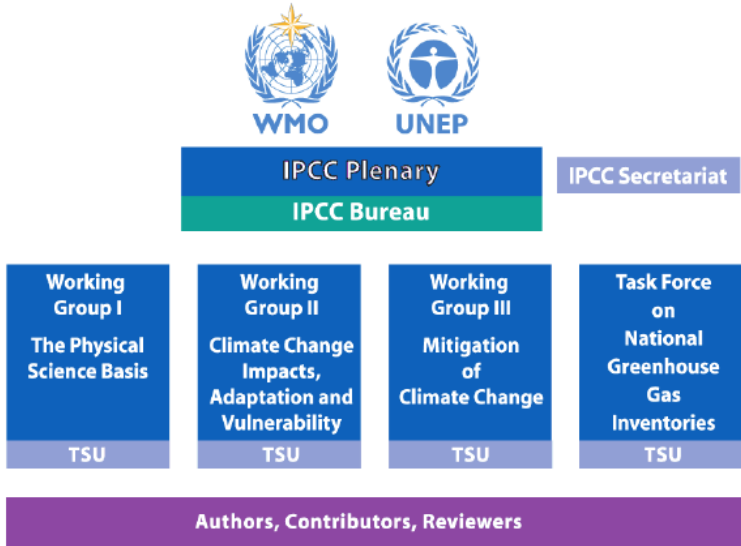 WMO
UNEP
IPCC Plenary
IPCC Secretariat
IPCC Bureau
Working
Group I
The Physical
Science Basis
TSU
Working
Group II
Climate Change
Impacts,
Adaptation and
Vulnerability
TSU
Working
Group III
Mitigation
of
Climate Change
TSU
Task Force
on
National
Greenhouse
Gas
Inventories
TSU
Authors, Contributors, Reviewers